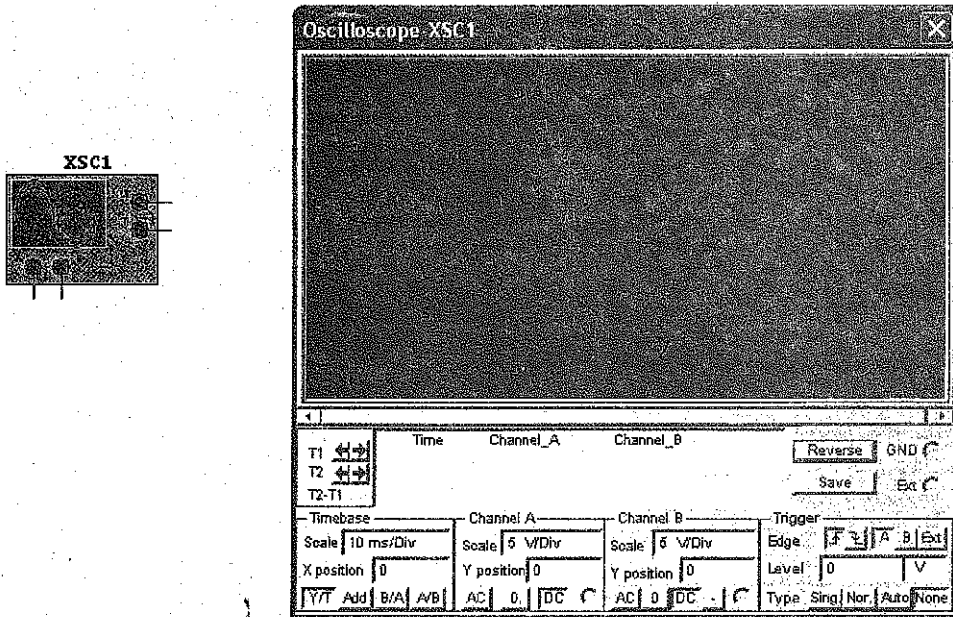 Oscilloscope-XSC1
XSC1
Time Channel_A Channel_B
T1
T2
T2-T1
Reverse GND
Save Ext
Timebase
Scale 10 ms/Div
X position 0
Y/T Add B/A A/B
Channel A
Scale 5 V/Div
Y position 0
AC 0 DC
Channel B
Scale 5 V/Div
Y position 0
AC 0 DC -
Trigger
Edge A B Ext
Level 0 V
Type Sing. Nor. Auto None